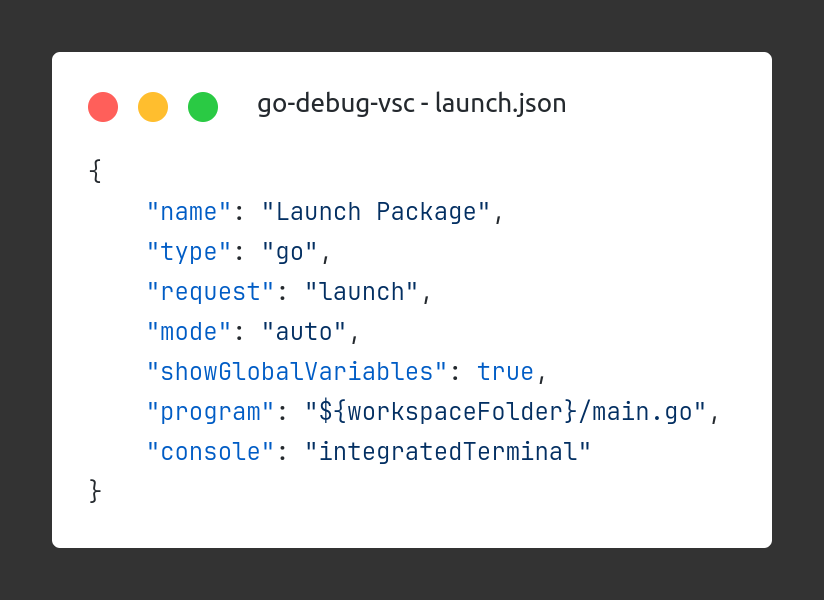 go-debug-vsc - launch.json
{
    "name": "Launch Package",
    "type": "go",
    "request": "launch",
    "mode": "auto",
    "showGlobalVariables": true,
    "program": "${workspaceFolder}/main.go",
    "console": "integratedTerminal"
}